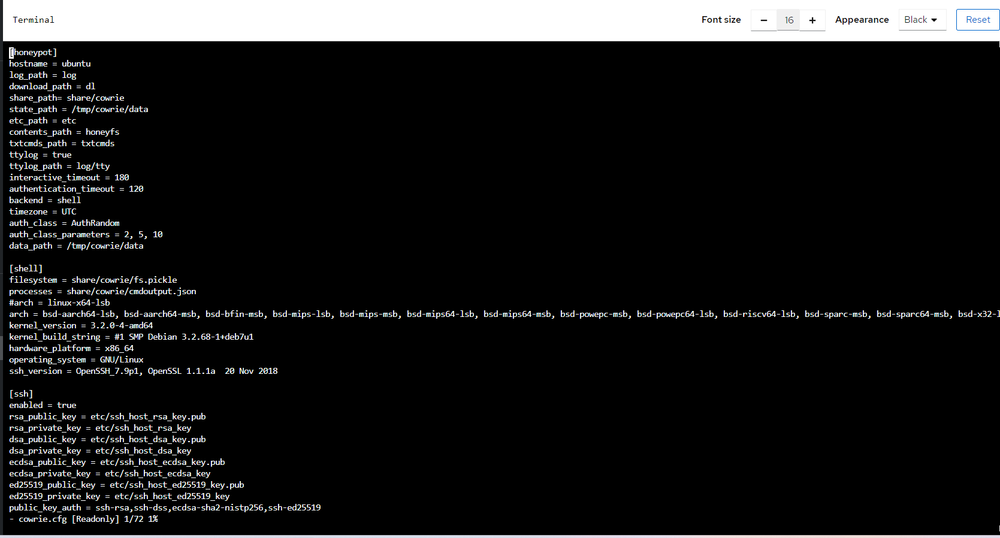 Terminal
Font size − 16 + Appearance Black Reset
[honeypot]
hostname = ubuntu
log_path = log
download_path = dl
share_path= share/cowrie
state_path = /tmp/cowrie/data
etc_path = etc
contents_path = honeyfs
txtcmds_path = txtcmds
ttylog = true
ttylog_path = log/tty
interactive_timeout = 180
authentication_timeout = 120
backend = shell
timezone = UTC
auth_class = AuthRandom
auth_class_parameters = 2, 5, 10
data_path = /tmp/cowrie/data
[shell]
filesystem = share/cowrie/fs.pickle
processes = share/cowrie/cmdoutput.json
#arch = linux-x64-lsb
arch = bsd-aarch64-lsb, bsd-aarch64-msb, bsd-bfin-msb, bsd-mips-lsb, bsd-mips-msb, bsd-mips64-lsb, bsd-mips64-msb, bsd-powepc-msb, bsd-powepc64-lsb, bsd-riscv64-lsb, bsd-sparc-msb, bsd-sparc64-msb, bsd-x32-l
kernel_version = 3.2.0-4-amd64
kernel_build_string = #1 SMP Debian 3.2.68-1+deb7u1
hardware_platform = x86_64
operating_system = GNU/Linux
ssh_version = OpenSSH_7.9p1, OpenSSL 1.1.1a  20 Nov 2018
[ssh]
enabled = true
rsa_public_key = etc/ssh_host_rsa_key.pub
rsa_private_key = etc/ssh_host_rsa_key
dsa_public_key = etc/ssh_host_dsa_key.pub
dsa_private_key = etc/ssh_host_dsa_key
ecdsa_public_key = etc/ssh_host_ecdsa_key.pub
ecdsa_private_key = etc/ssh_host_ecdsa_key
ed25519_public_key = etc/ssh_host_ed25519_key.pub
ed25519_private_key = etc/ssh_host_ed25519_key
public_key_auth = ssh-rsa,ssh-dss,ecdsa-sha2-nistp256,ssh-ed25519
- cowrie.cfg [Readonly] 1/72 1%